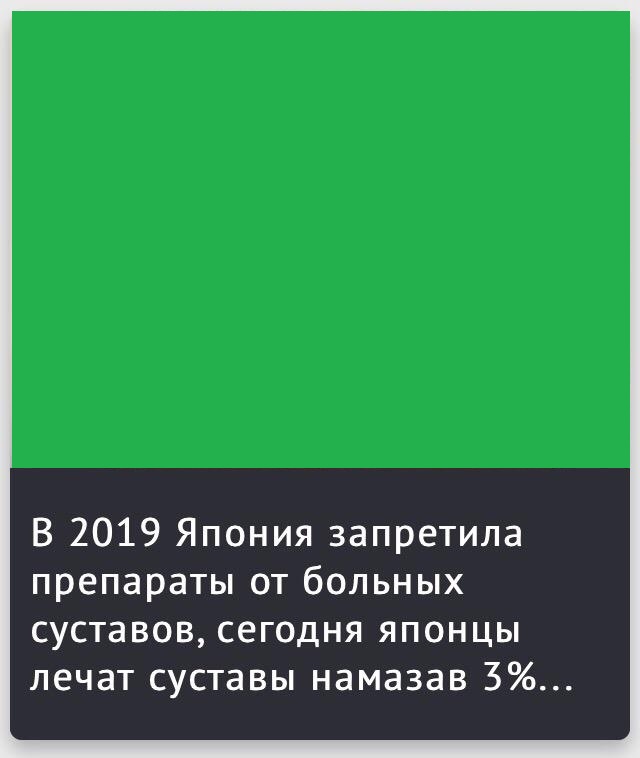 В 2019 Япония запретила
препараты от больных
суставов, сегодня японцы
лечат суставы намазав 3%...